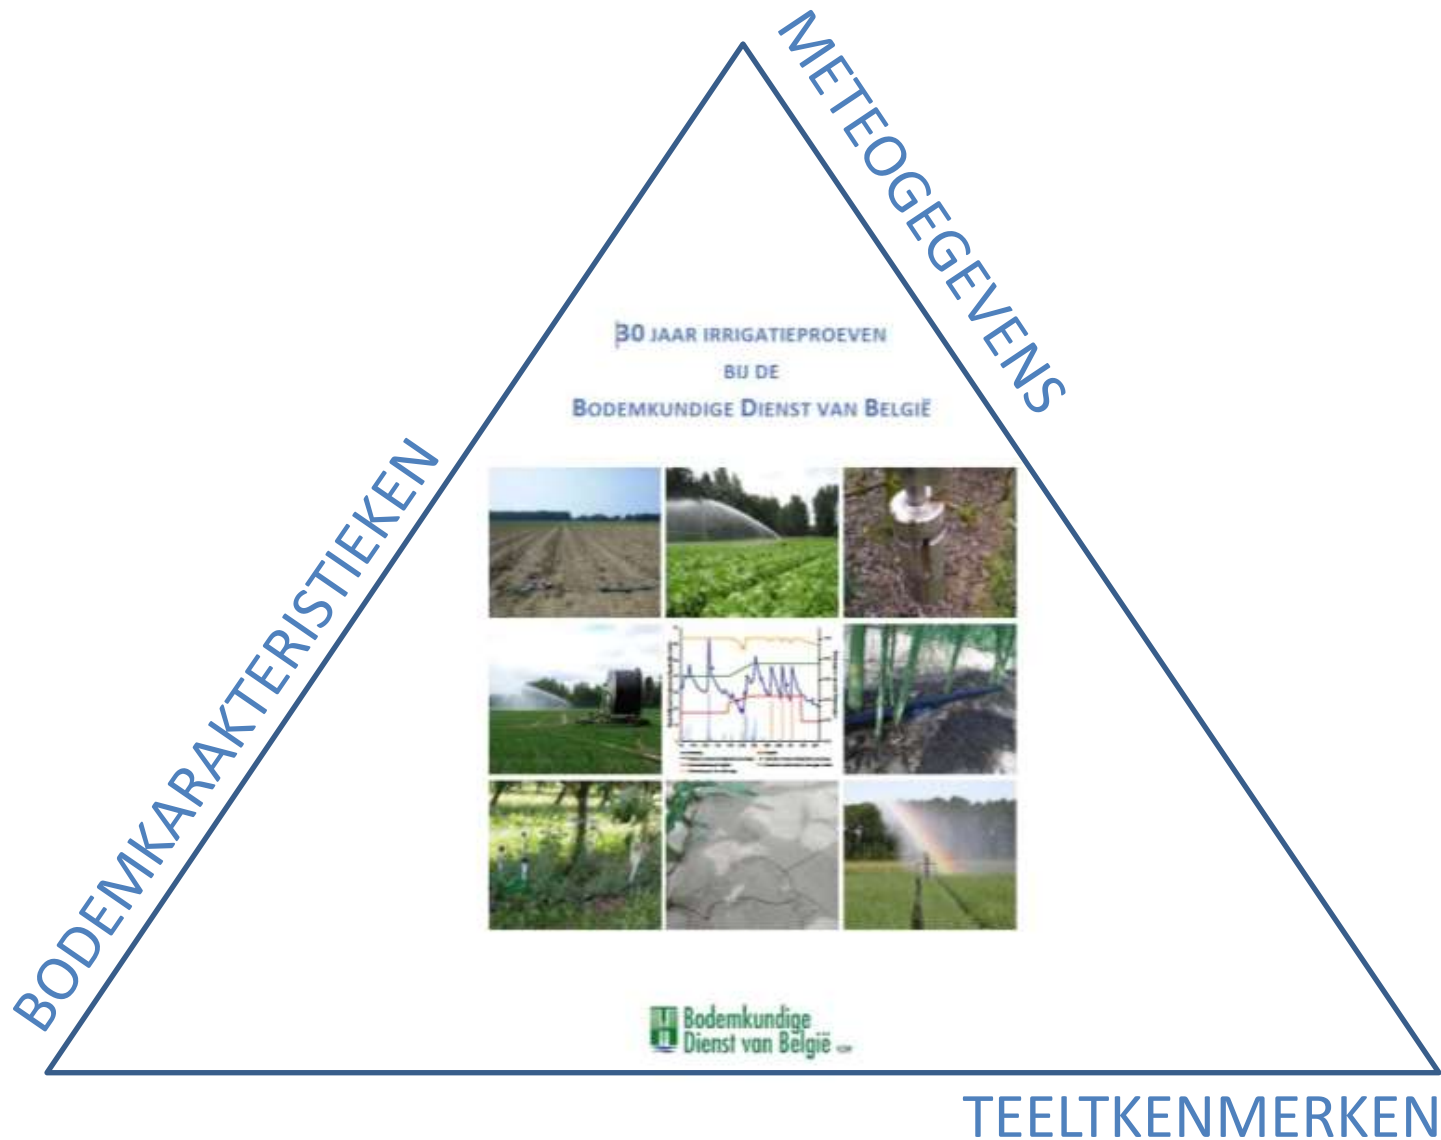 METEOGEGEVENS
30 JAAR IRRIGATIEPROEVEN
BIJ DE
BODEMKUNDIGE DIENST VAN BELGIË
BODEMKARAKTERISTIEKEN
Bodemkundige
Dienst van België
TEELTKENMERKEN